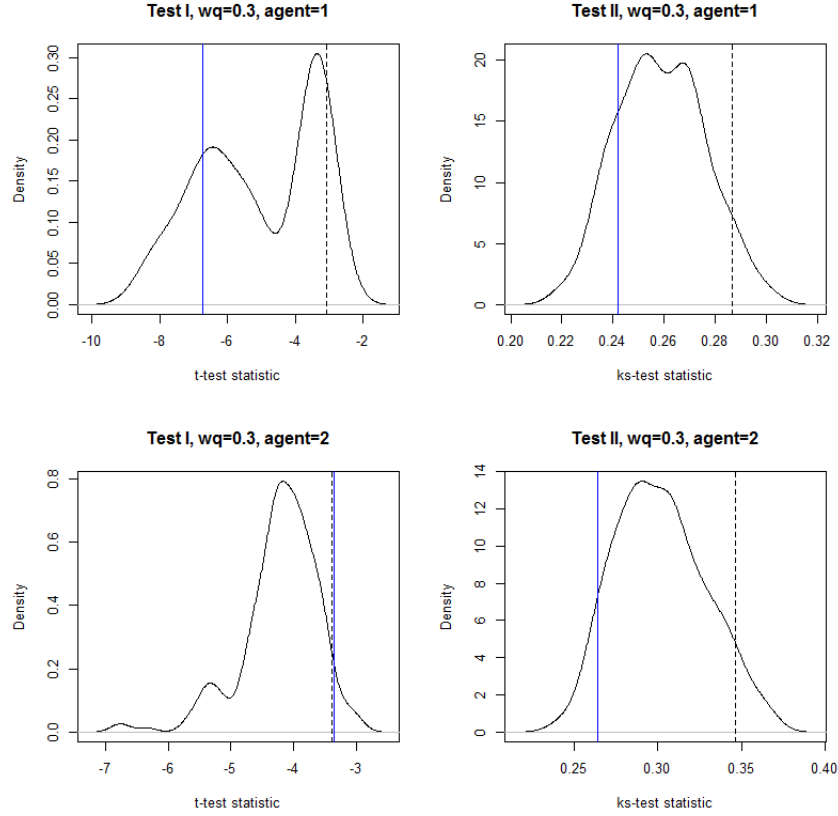 Test I, wq=0.3, agent=1
Density
0.00 0.05 0.10 0.15 0.20 0.25 0.30
-10 -8 -6 -4 -2
t-test statistic
Test II, wq=0.3, agent=1
Density
0 5 10 15 20
0.20 0.22 0.24 0.26 0.28 0.30 0.32
ks-test statistic
Test I, wq=0.3, agent=2
Density
0.0 0.2 0.4 0.6 0.8
-7 -6 -5 -4 -3
t-test statistic
Test II, wq=0.3, agent=2
Density
0 2 4 6 8 10 12 14
0.25 0.30 0.35 0.40
ks-test statistic